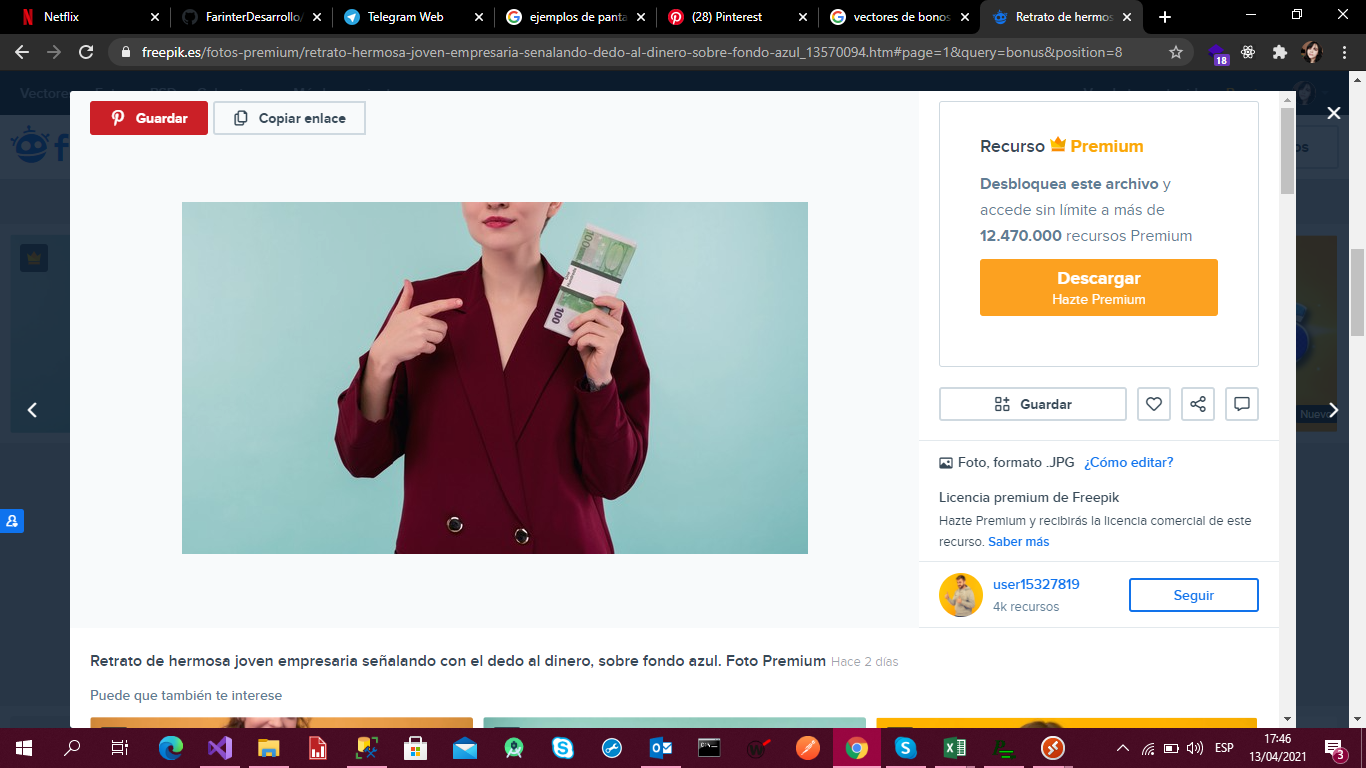 Netflix
FarinterDesarrollo/
Telegram Web
ejemplos de panta
(28) Pinterest
vectores de bonos
Retrato de hermos
freepik.es/fotos-premium/retrato-hermosa-joven-empresaria-senalando-dedo-al-dinero-sobre-fondo-azul_13570094.htm#page=1&query=bonus&position=8
18
Guardar
Copiar enlace
100
100
Recurso Premium
Desbloquea este archivo y
accede sin límite a más de
12.470.000 recursos Premium
Descargar
Hazte Premium
Guardar
Nuevo
Foto, formato .JPG ¿Cómo editar?
Licencia premium de Freepik
Hazte Premium y recibirás la licencia comercial de este
recurso. Saber más
user15327819
4k recursos
Seguir
Retrato de hermosa joven empresaria señalando con el dedo al dinero, sobre fondo azul. Foto Premium Hace 2 días
Puede que también te interese
ESP
17:46
13/04/2021
3